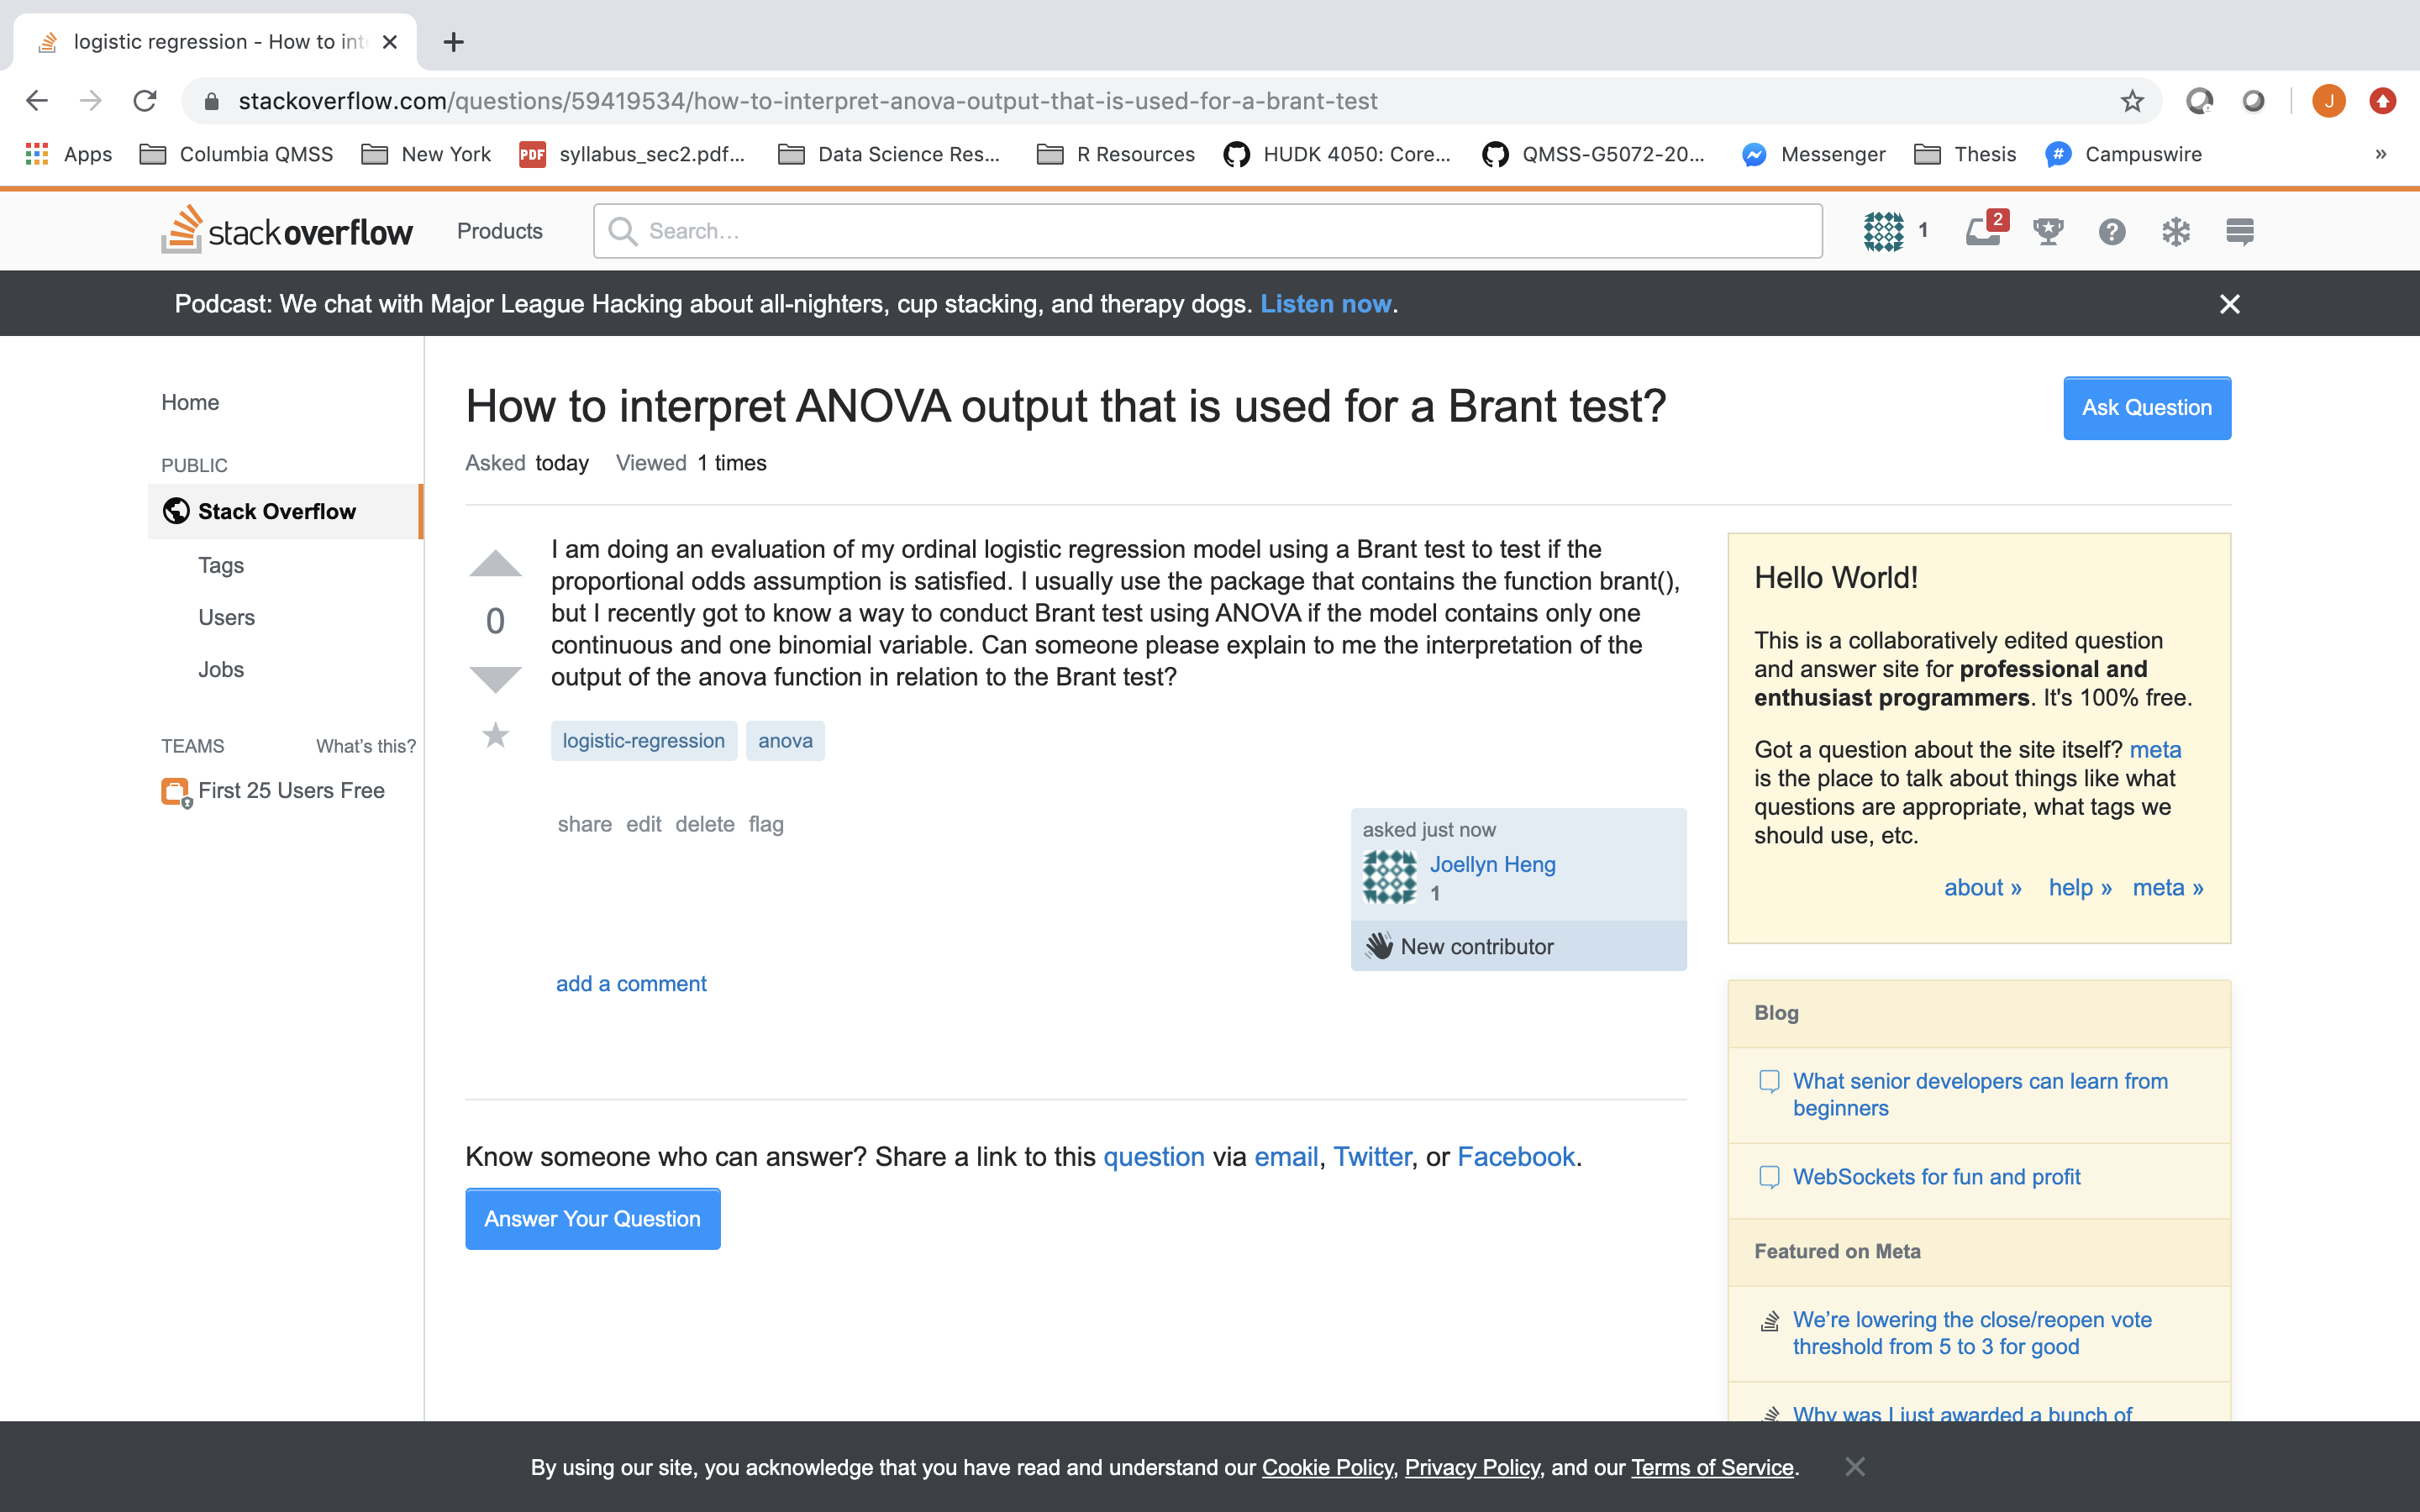 logistic regression - How to int
stackoverflow.com/questions/59419534/how-to-interpret-anova-output-that-is-used-for-a-brant-test
J
Apps
Columbia QMSS
New York
PDF
syllabus_sec2.pdf...
Data Science Res...
R Resources
HUDK 4050: Core...
QMSS-G5072-20...
Messenger
Thesis
#
Campuswire
»
stackoverflow
Products
Search...
1
2
?
Podcast: We chat with Major League Hacking about all-nighters, cup stacking, and therapy dogs. Listen now.
Home
PUBLIC
Stack Overflow
Tags
Users
Jobs
TEAMS
What's this?
First 25 Users Free
How to interpret ANOVA output that is used for a Brant test?
Ask Question
Asked today Viewed 1 times
0
I am doing an evaluation of my ordinal logistic regression model using a Brant test to test if the
proportional odds assumption is satisfied. I usually use the package that contains the function brant(),
but I recently got to know a way to conduct Brant test using ANOVA if the model contains only one
continuous and one binomial variable. Can someone please explain to me the interpretation of the
output of the anova function in relation to the Brant test?
logistic-regression
anova
share edit delete flag
asked just now
Joellyn Heng
1
New contributor
add a comment
Know someone who can answer? Share a link to this question via email, Twitter, or Facebook.
Answer Your Question
Hello World!
This is a collaboratively edited question
and answer site for professional and
enthusiast programmers. It's 100% free.
Got a question about the site itself? meta
is the place to talk about things like what
questions are appropriate, what tags we
should use, etc.
about » help » meta »
Blog
What senior developers can learn from
beginners
WebSockets for fun and profit
Featured on Meta
We're lowering the close/reopen vote
threshold from 5 to 3 for good
Why was I just awarded a bunch of
By using our site, you acknowledge that you have read and understand our Cookie Policy, Privacy Policy, and our Terms of Service.